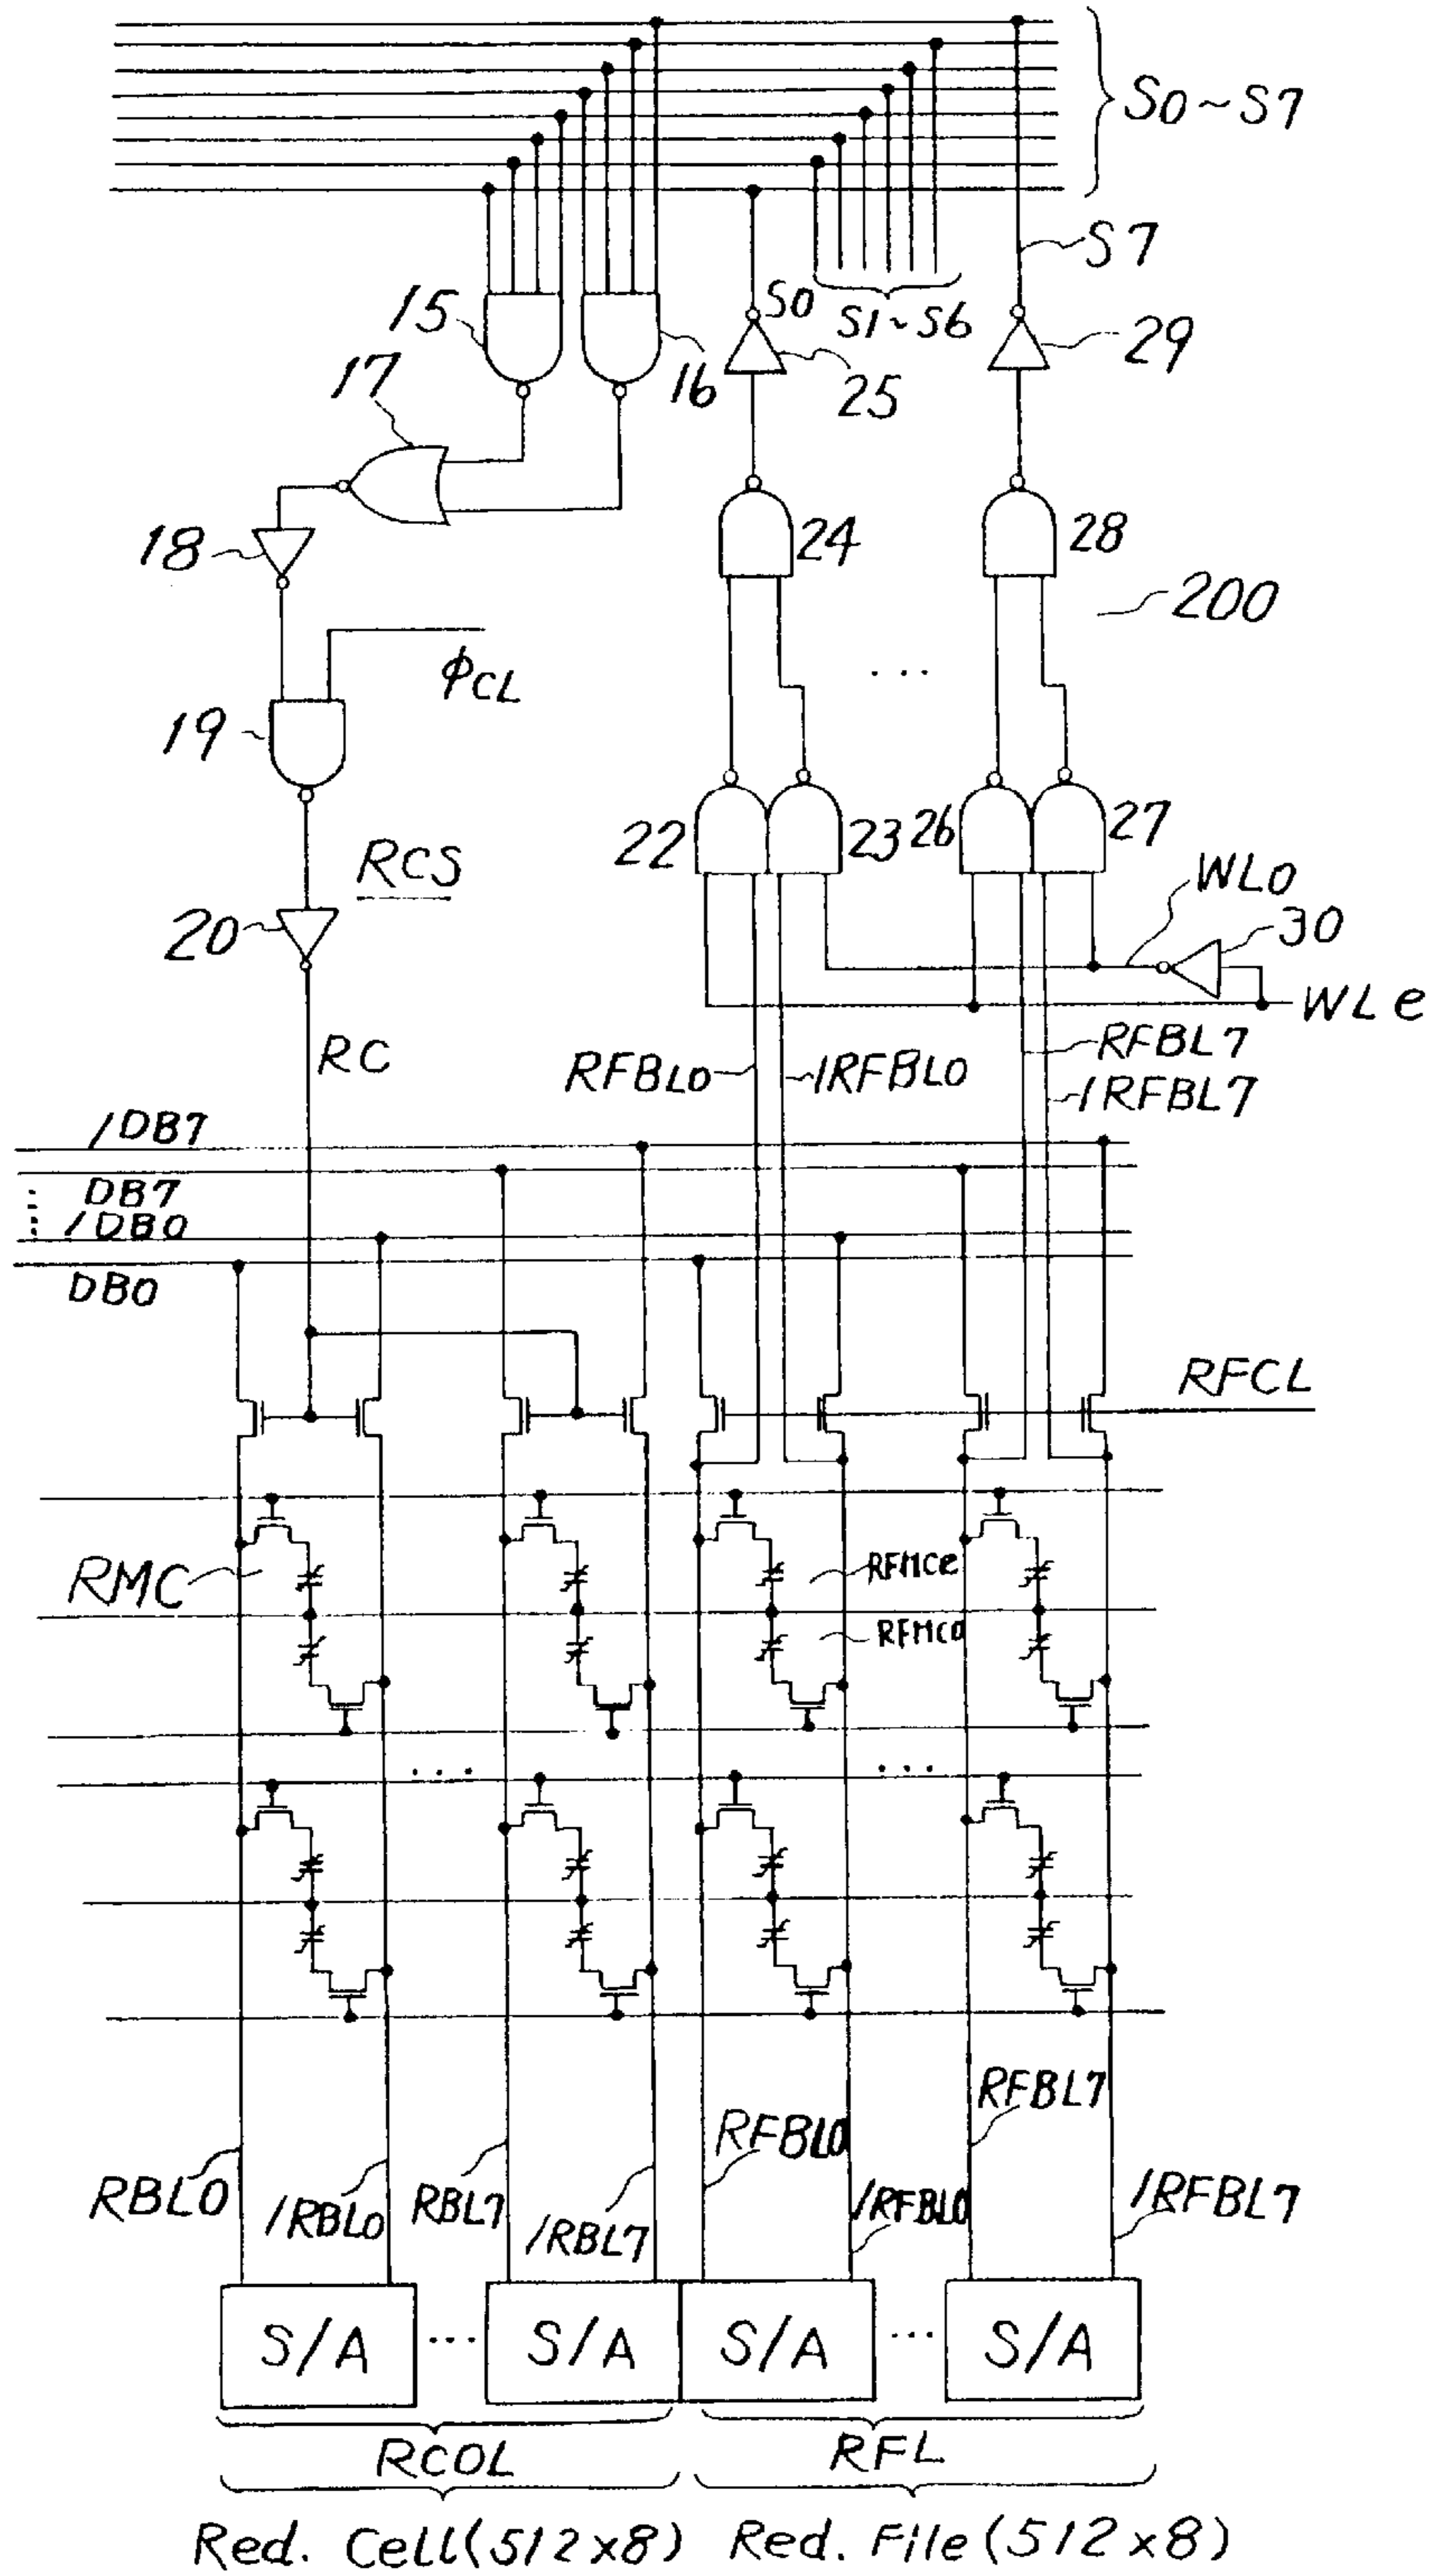 S0~S7
S7
15
S0
S1~S6
29
17
16
25
18
24
28
200
φCL
19
22
23
26
27
RCS
WL0
20
30
WLe
RC
RFBL0
/RFBL0
RFBL7
/RFBL7
/DB7
DB7
/DB0
DB0
RFCL
RMC
RFMCe
RFMCo
RFBL7
RFBL0
RBL0
/RBL0
RBL7
/RBL7
/RFBL0
/RFBL7
S/A ... S/A S/A ... S/A
RCOL RFL
Red. Cell(512x8) Red. File(512x8)